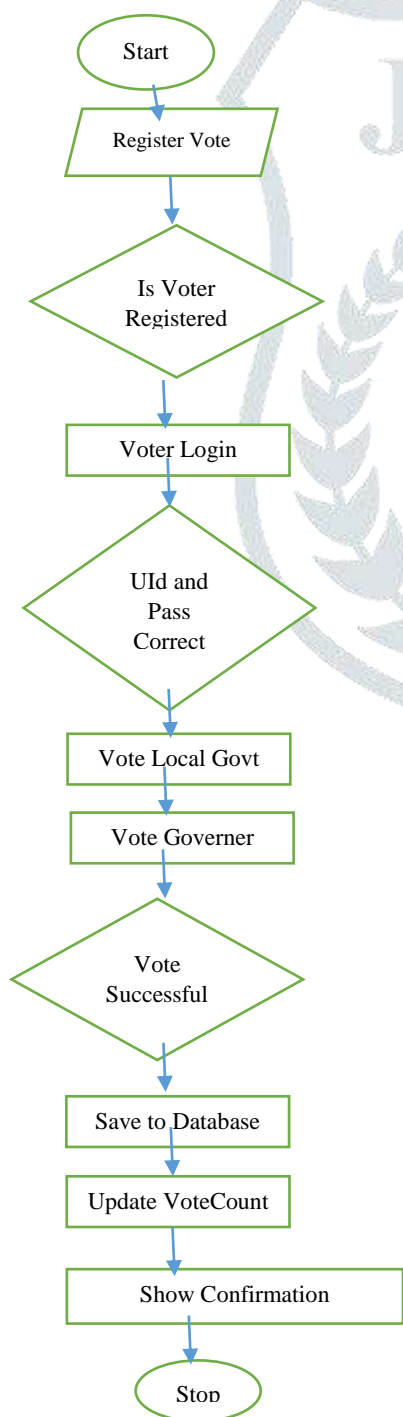 Start
Register Vote
Is Voter
Registered
Voter Login
UId and
Pass
Correct
Vote Local Govt
Vote Governer
Vote
Successful
Save to Database
Update VoteCount
Show Confirmation
Stop
J